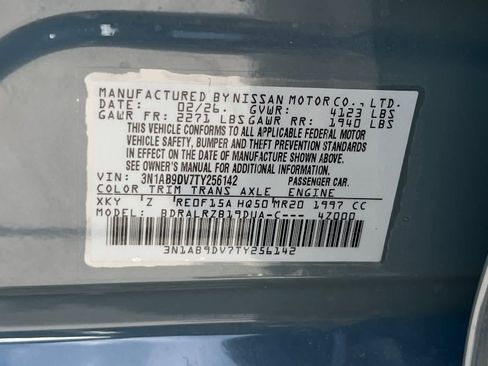 MANUFACTURED BY NISSAN MOTOR CO., LTD.
DATE: 02/26. GVWR: 4123 LBS
GAWR FR: 2271 LBS GAWR RR: 1940 LBS
THIS VEHICLE CONFORMS TO ALL APPLICABLE FEDERAL MOTOR
VEHICLE SAFETY, BUMPER AND THEFT PREVENTION STANDARDS
IN EFFECT ON THE DATE OF MANUFACTURE SHOWN ABOVE.
SEE OWNER'S MANUAL FOR FURTHER INFORMATION.
VIN: 3N1AB9DV7TY256142 PASSENGER CAR.
COLOR TRIM TRANS AXLE ENGINE
XKY Z RE0F15A HQ50 MR20 1997 CC
MODEL: BDRALRZB19DUA-C--- 4Z000
3N1AB9DV7TY256142